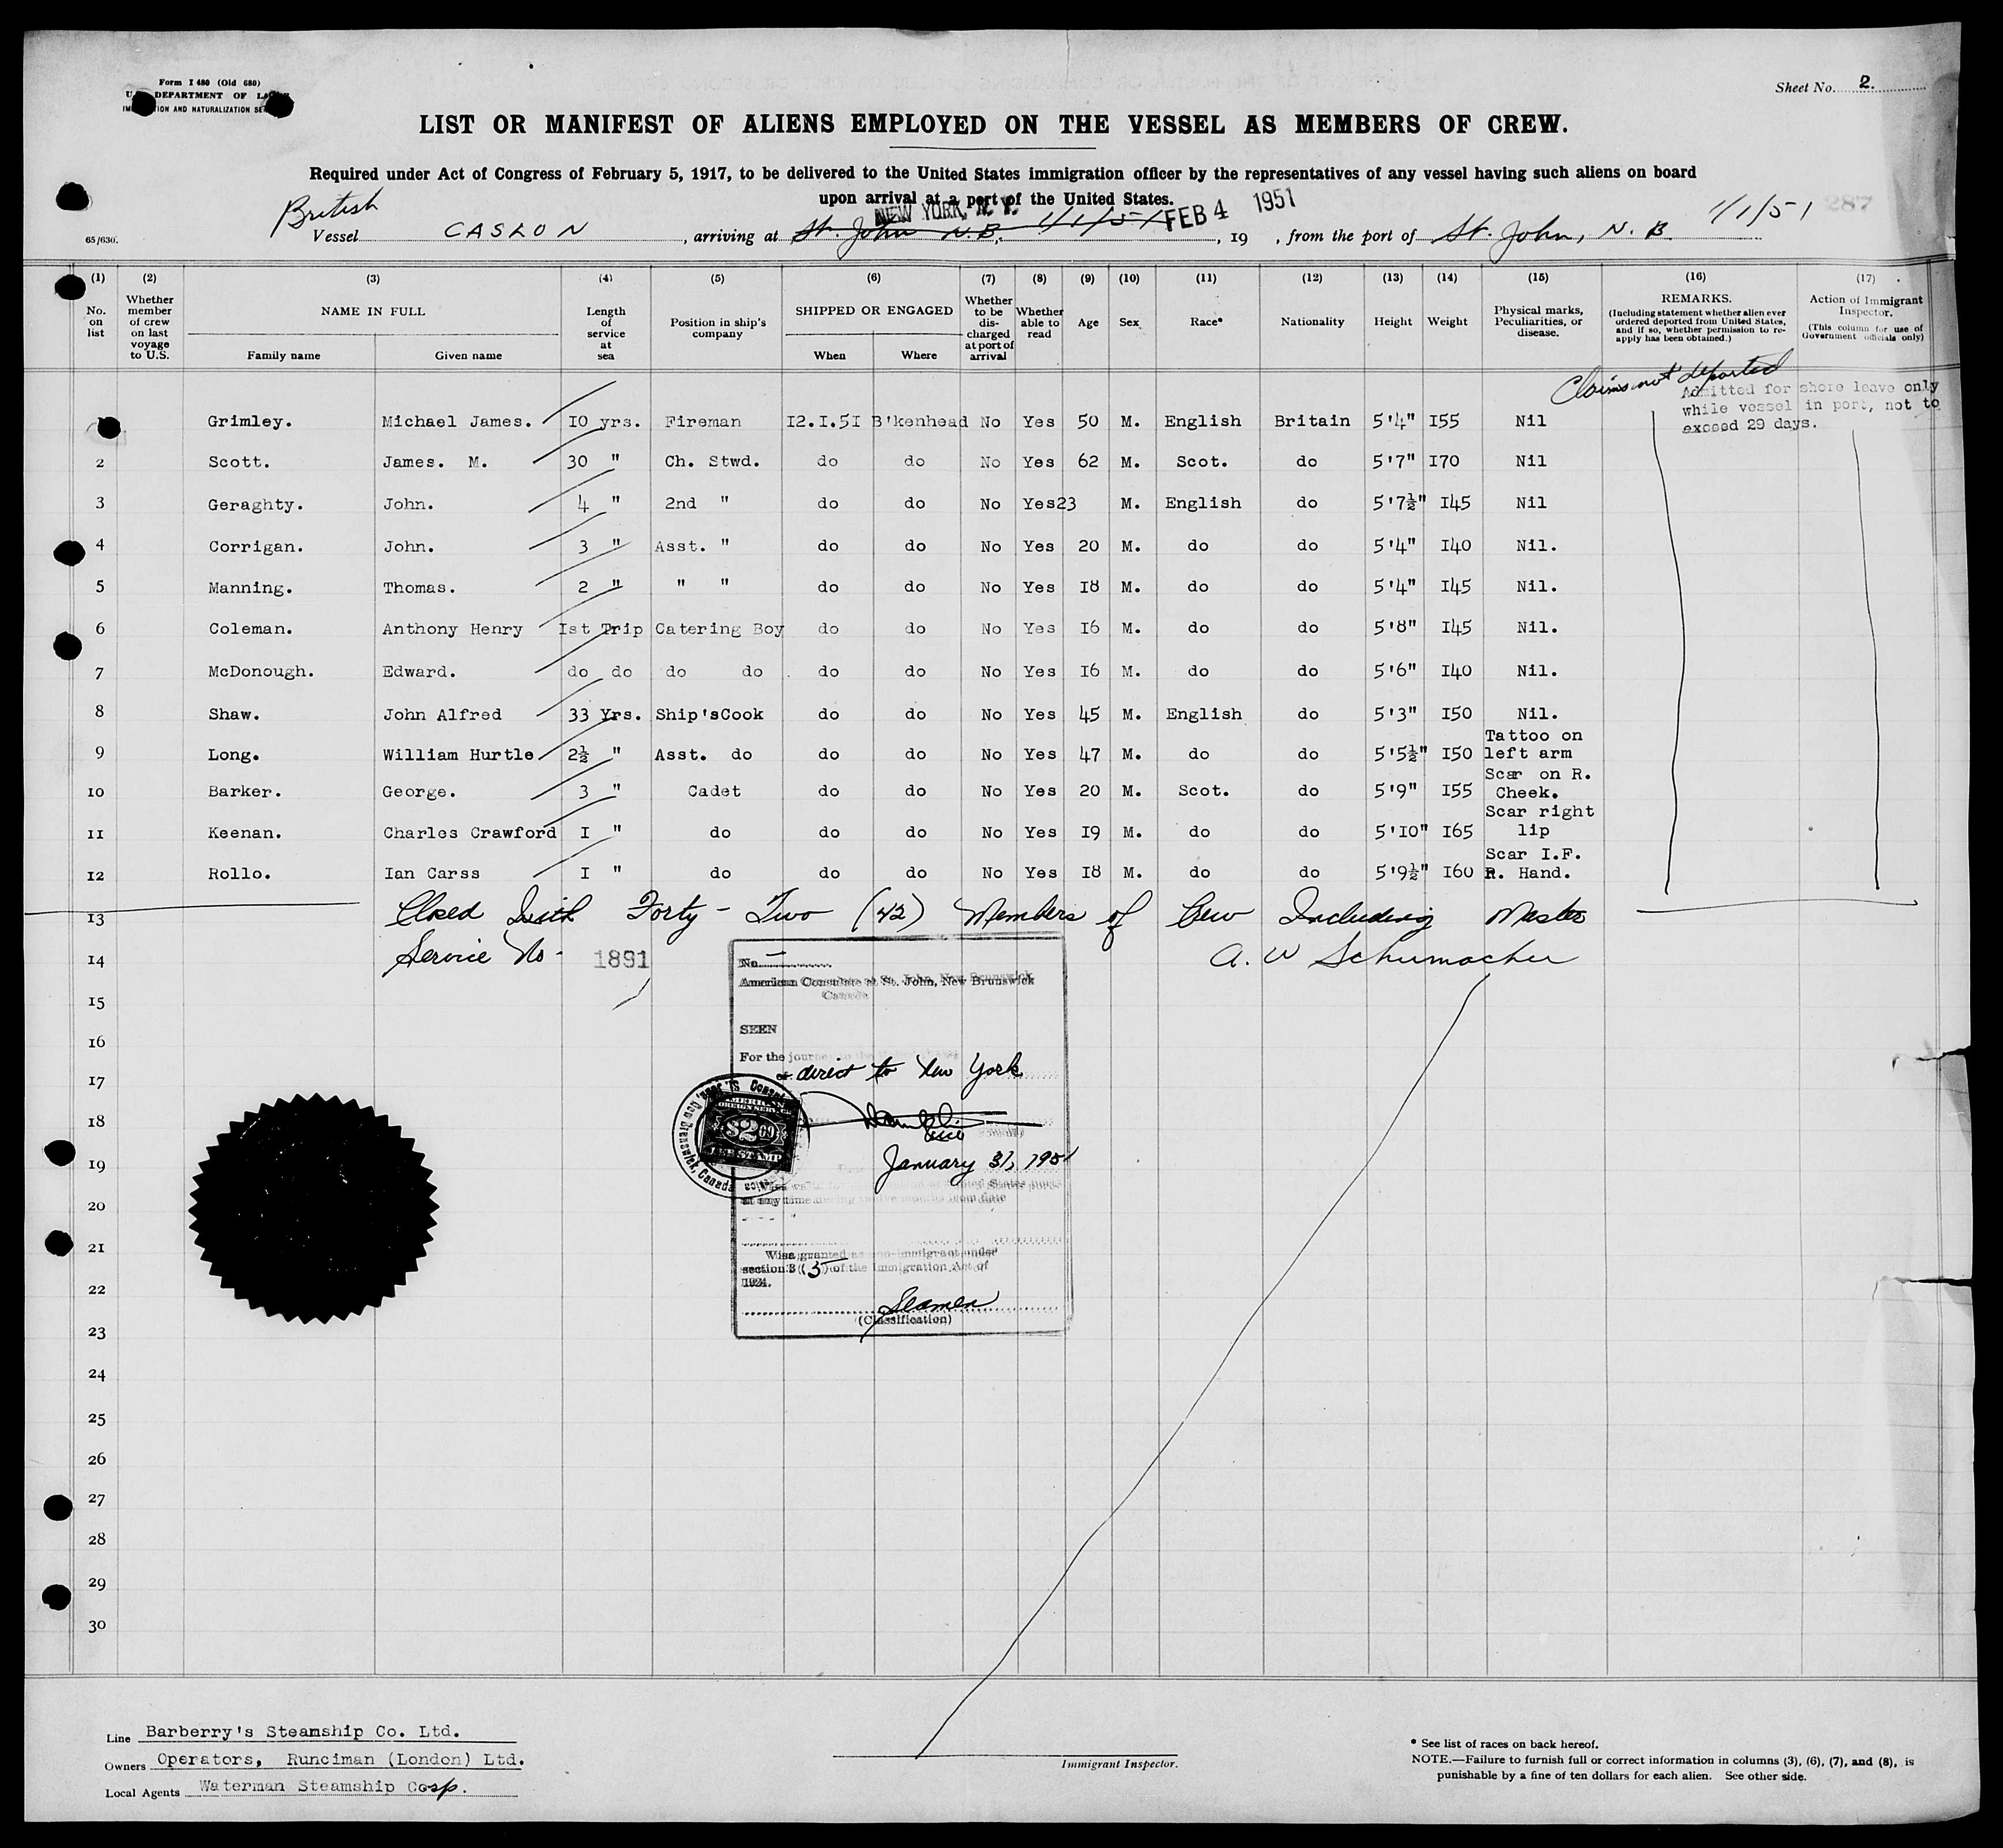 Form I 480 (Old 680)
U. DEPARTMENT OF
TION AND NATURALIZATION
Sheet No. 2.
LIST OR MANIFEST OF ALIENS EMPLOYED ON THE VESSEL AS MEMBERS OF CREW.
Required under Act of Congress of February 5, 1917, to be delivered to the United States immigration officer by the representatives of any vessel having such aliens on board
upon arrival at a port of the United States.
British NEW YORK, N. Y. FEB 4 1951 1/1/51 287
65/630. Vessel CASLON, arriving at St. John N.B. 1/1/51, 19 , from the port of St. John, N. B.
(1) (2) (3) (4) (5) (6) (7) (8) (9) (10) (11) (12) (13) (14) (15) (16) (17)
No. on list Whether member of crew on last voyage to U.S. NAME IN FULL Family name Given name Length of service at sea Position in ship's company SHIPPED OR ENGAGED When Where Whether to be discharged at port of arrival Whether able to read Age Sex Race* Nationality Height Weight Physical marks, Peculiarities, or disease. REMARKS. (Including statement whether alien ever ordered deported from United States, and if so, whether permission to reapply has been obtained.) Action of Immigrant Inspector. (This column for use of Government officials only)
Claims not deported
Admitted for shore leave only
while vessel in port, not to
exceed 29 days.
Grimley. Michael James. 10 yrs. Fireman 12.1.51 B'kenhead No Yes 50 M. English Britain 5'4" 155 Nil
2 Scott. James. M. 30 " Ch. Stwd. do do No Yes 62 M. Scot. do 5'7" 170 Nil
3 Geraghty. John. 4 " 2nd " do do No Yes 23 M. English do 5'7½" 145 Nil
4 Corrigan. John. 3 " Asst. " do do No Yes 20 M. do do 5'4" 140 Nil.
5 Manning. Thomas. 2 " " " do do No Yes 18 M. do do 5'4" 145 Nil.
6 Coleman. Anthony Henry Ist Trip Catering Boy do do No Yes 16 M. do do 5'8" 145 Nil.
7 McDonough. Edward. do do do do do do No Yes 16 M. do do 5'6" 140 Nil.
8 Shaw. John Alfred 33 Yrs. Ship'sCook do do No Yes 45 M. English do 5'3" 150 Nil.
9 Long. William Hurtle 2½ " Asst. do do do No Yes 47 M. do do 5'5½" 150 Tattoo on left arm
10 Barker. George. 3 " Cadet do do No Yes 20 M. Scot. do 5'9" 155 Scar on R. Cheek.
11 Keenan. Charles Crawford I " do do do No Yes 19 M. do do 5'10" 165 Scar right lip
12 Rollo. Ian Carss I " do do do No Yes 18 M. do do 5'9½" 160 Scar I.F. R. Hand.
13 Closed With Forty-Two (42) Members of Crew Including Master
14 Service No- 1891 A. W Schumacher
15
16
17
18
19
20
21
22
23
24
25
26
27
28
29
30
No. -
American Consulate at St. John, New Brunswick
Canada
SEEN
For the journey
direct to New York
AMERICAN
FOREIGN SERVICE
$2.00
FEE STAMP
January 31, 1951
at any time during twelve months from date
Visa granted as non-immigrant under
section 3 (5) of the Immigration Act of
1924.
Seamen
(Classification)
Line Barberry's Steamship Co. Ltd.
Owners Operators, Runciman (London) Ltd.
Local Agents Waterman Steamship Corp.
Immigrant Inspector.
* See list of races on back hereof.
NOTE.—Failure to furnish full or correct information in columns (3), (6), (7), and (8), is
punishable by a fine of ten dollars for each alien. See other side.